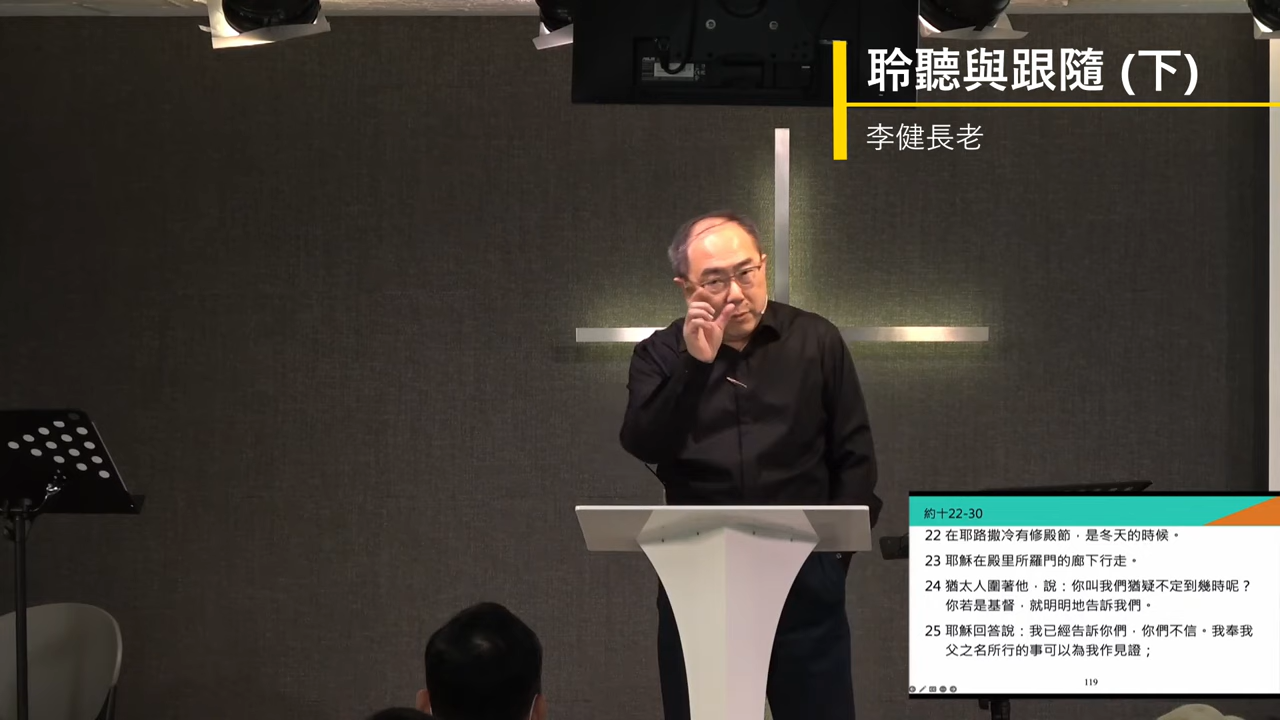 聆聽與跟隨 (下)
李健長老
約十22-30
22 在耶路撒冷有修殿節，是冬天的時候。
23 耶穌在殿里所羅門的廊下行走。
24 猶太人圍著他，說：你叫我們猶疑不定到幾時呢？
你若是基督，就明明地告訴我們。
25 耶穌回答說：我已經告訴你們，你們不信。我奉我
父之名所行的事可以為我作見證；
119